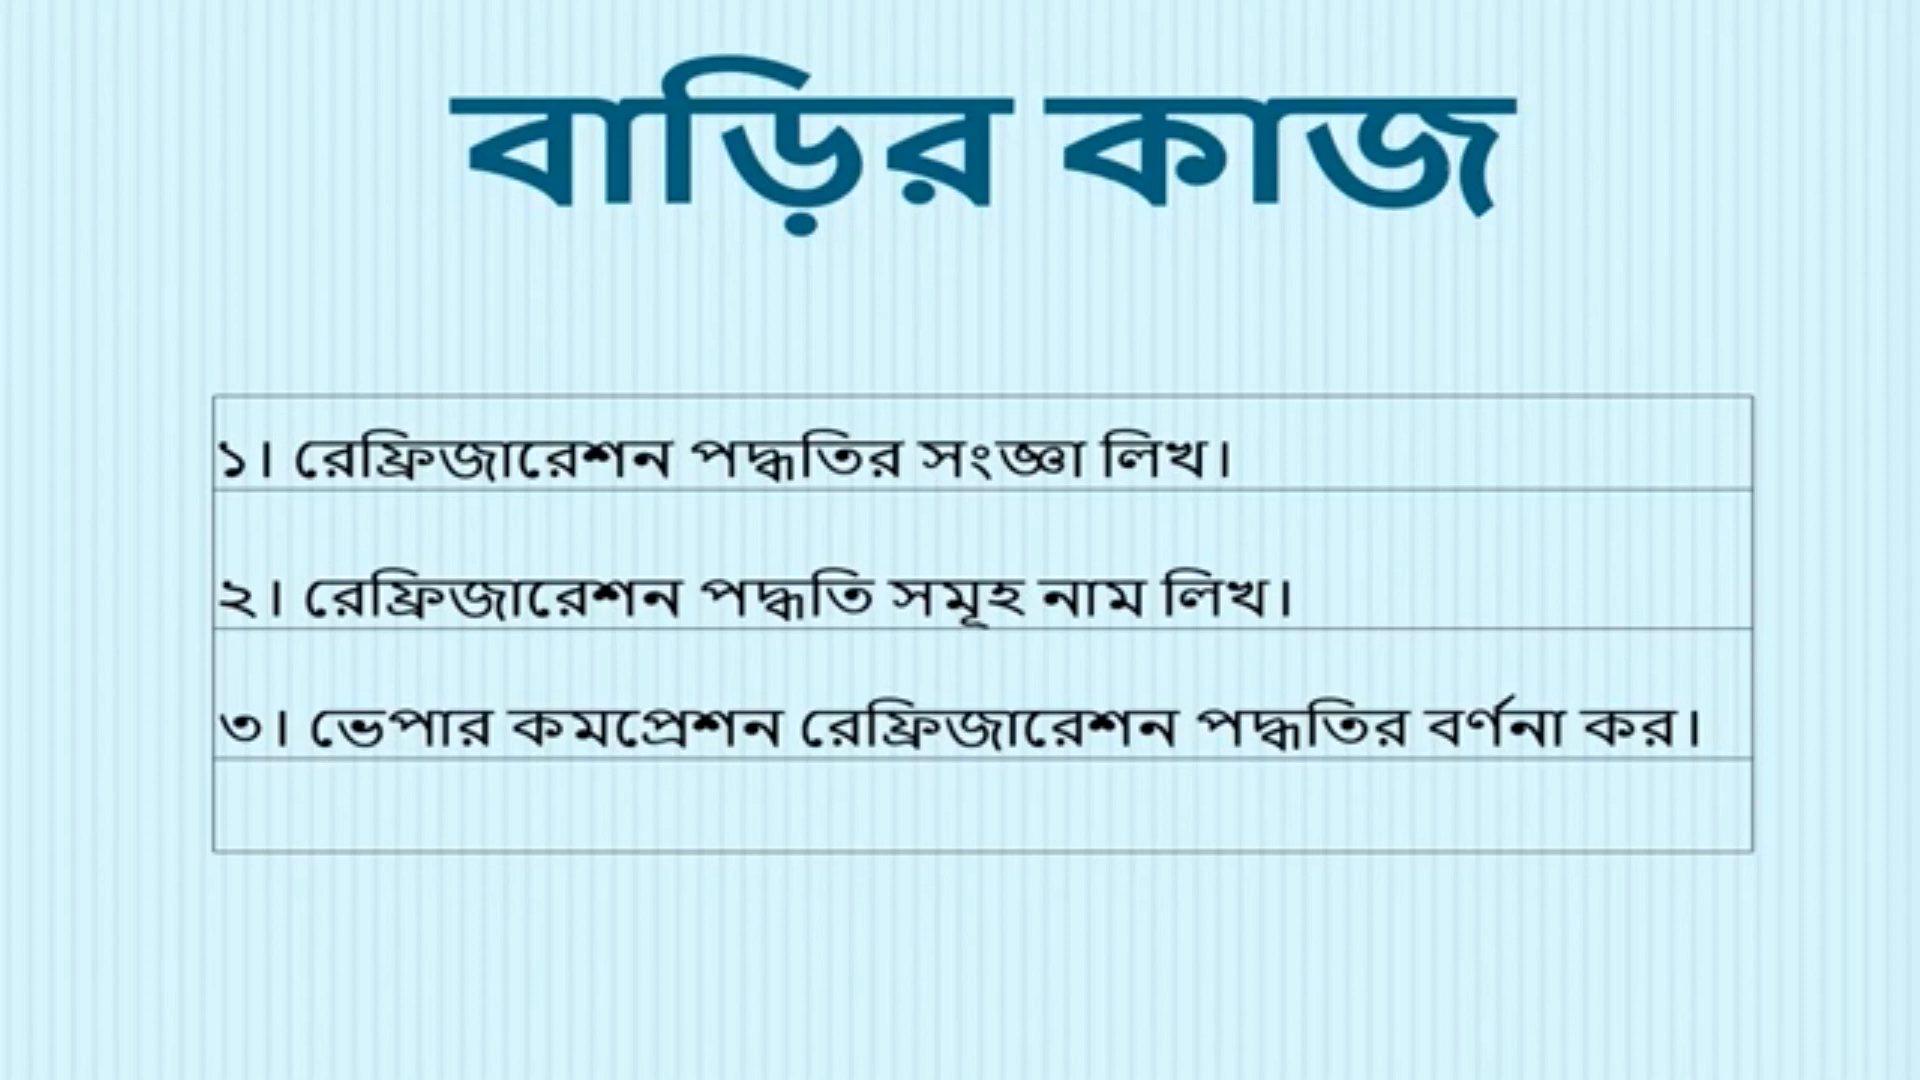 বাড়ির কাজ
১। রেফ্রিজারেশন পদ্ধতির সংজ্ঞা লিখ।
২। রেফ্রিজারেশন পদ্ধতি সমূহ নাম লিখ।
৩। ভেপার কমপ্রেশন রেফ্রিজারেশন পদ্ধতির বর্ণনা কর।